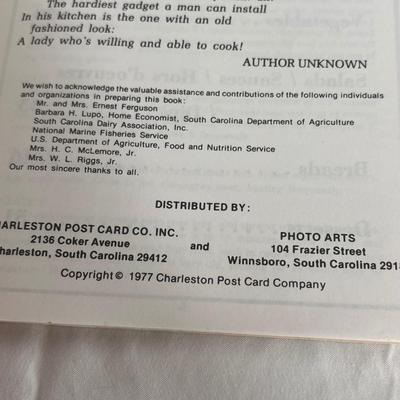 The hardiest gadget a man can install
In his kitchen is the one with an old
fashioned look:
A lady who's willing and able to cook!
AUTHOR UNKNOWN
We wish to acknowledge the valuable assistance and contributions of the following individuals
and organizations in preparing this book:
Mr. and Mrs. Ernest Ferguson
Barbara H. Lupo, Home Economist, South Carolina Department of Agriculture
South Carolina Dairy Association, Inc.
National Marine Fisheries Service
U.S. Department of Agriculture, Food and Nutrition Service
Mrs. H. C. McLemore, Jr.
Mrs. W. L. Riggs, Jr.
Our most sincere thanks to all.
DISTRIBUTED BY:
HARLESTON POST CARD CO. INC.
2136 Coker Avenue
harleston, South Carolina 29412
and
PHOTO ARTS
104 Frazier Street
Winnsboro, South Carolina 291
Copyright © 1977 Charleston Post Card Company